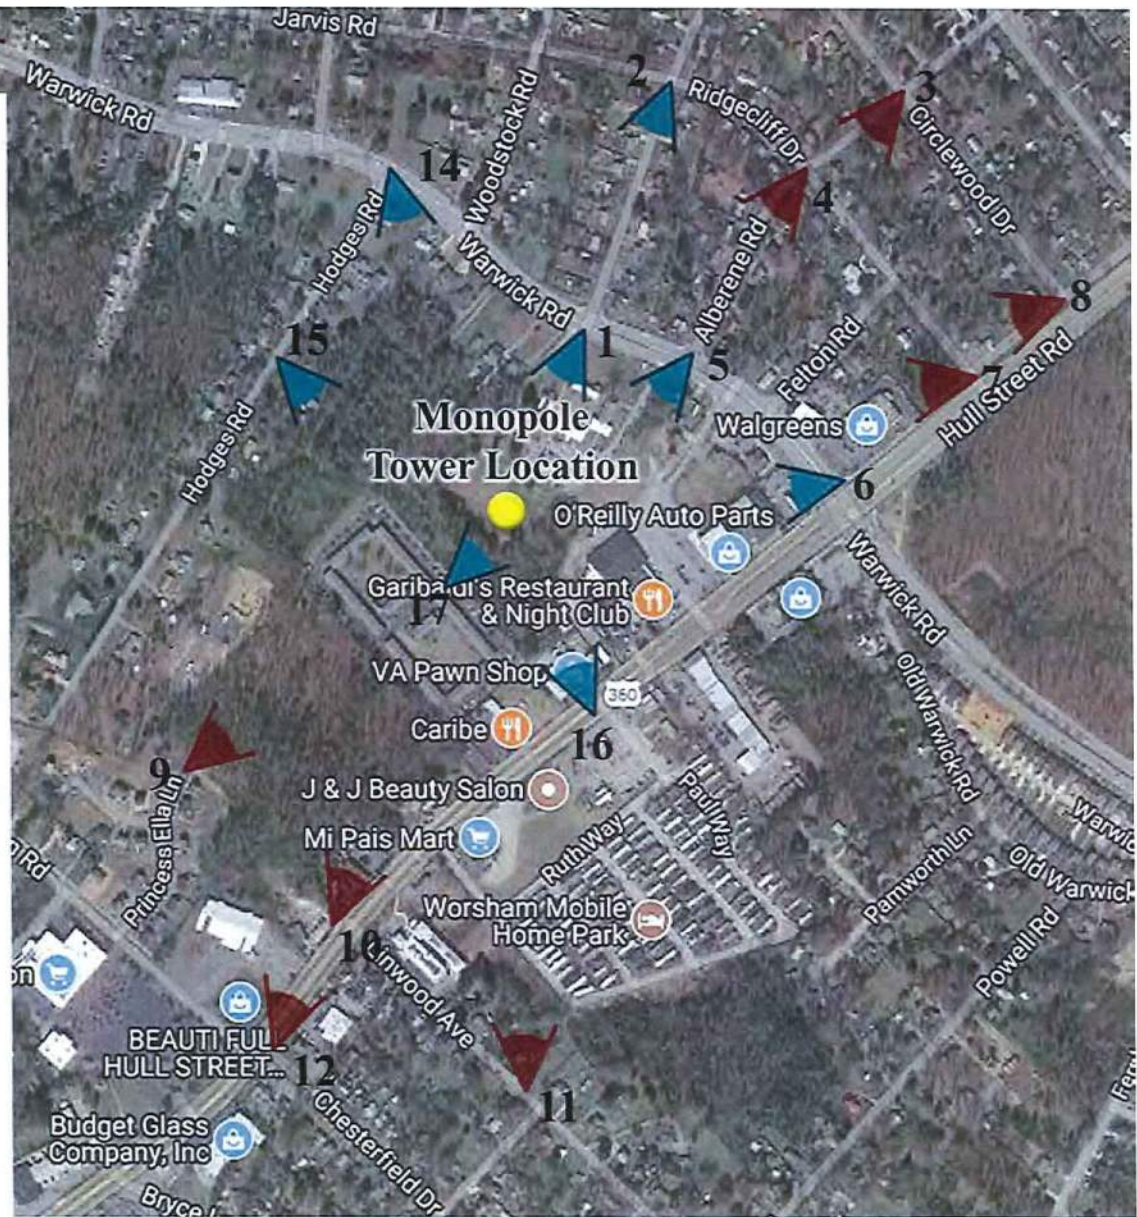 Jarvis Rd
Warwick Rd
Woodstock Rd
2
Ridgecliff Dr
3
Circlewood Dr
14
4
Hodges Rd
Warwick Rd
Alberene Rd
8
15
1
5
Felton Rd
7
Hull Street Rd
Monopole
Tower Location
Walgreens
Hodges Rd
6
O'Reilly Auto Parts
Garibaldi's Restaurant
& Night Club
17
Warwick Rd
VA Pawn Shop
360
Old Warwick Rd
Caribe
16
9
J & J Beauty Salon
Paul Way
Princess Ella Ln
Mi Pais Mart
Ruth Way
Pamworth Ln
Old Warwick
Worsham Mobile
Home Park
Powell Rd
10
Linwood Ave
BEAUTI FULL
HULL STREET...
12
11
Budget Glass
Company, Inc
Chesterfield Dr
Bryce